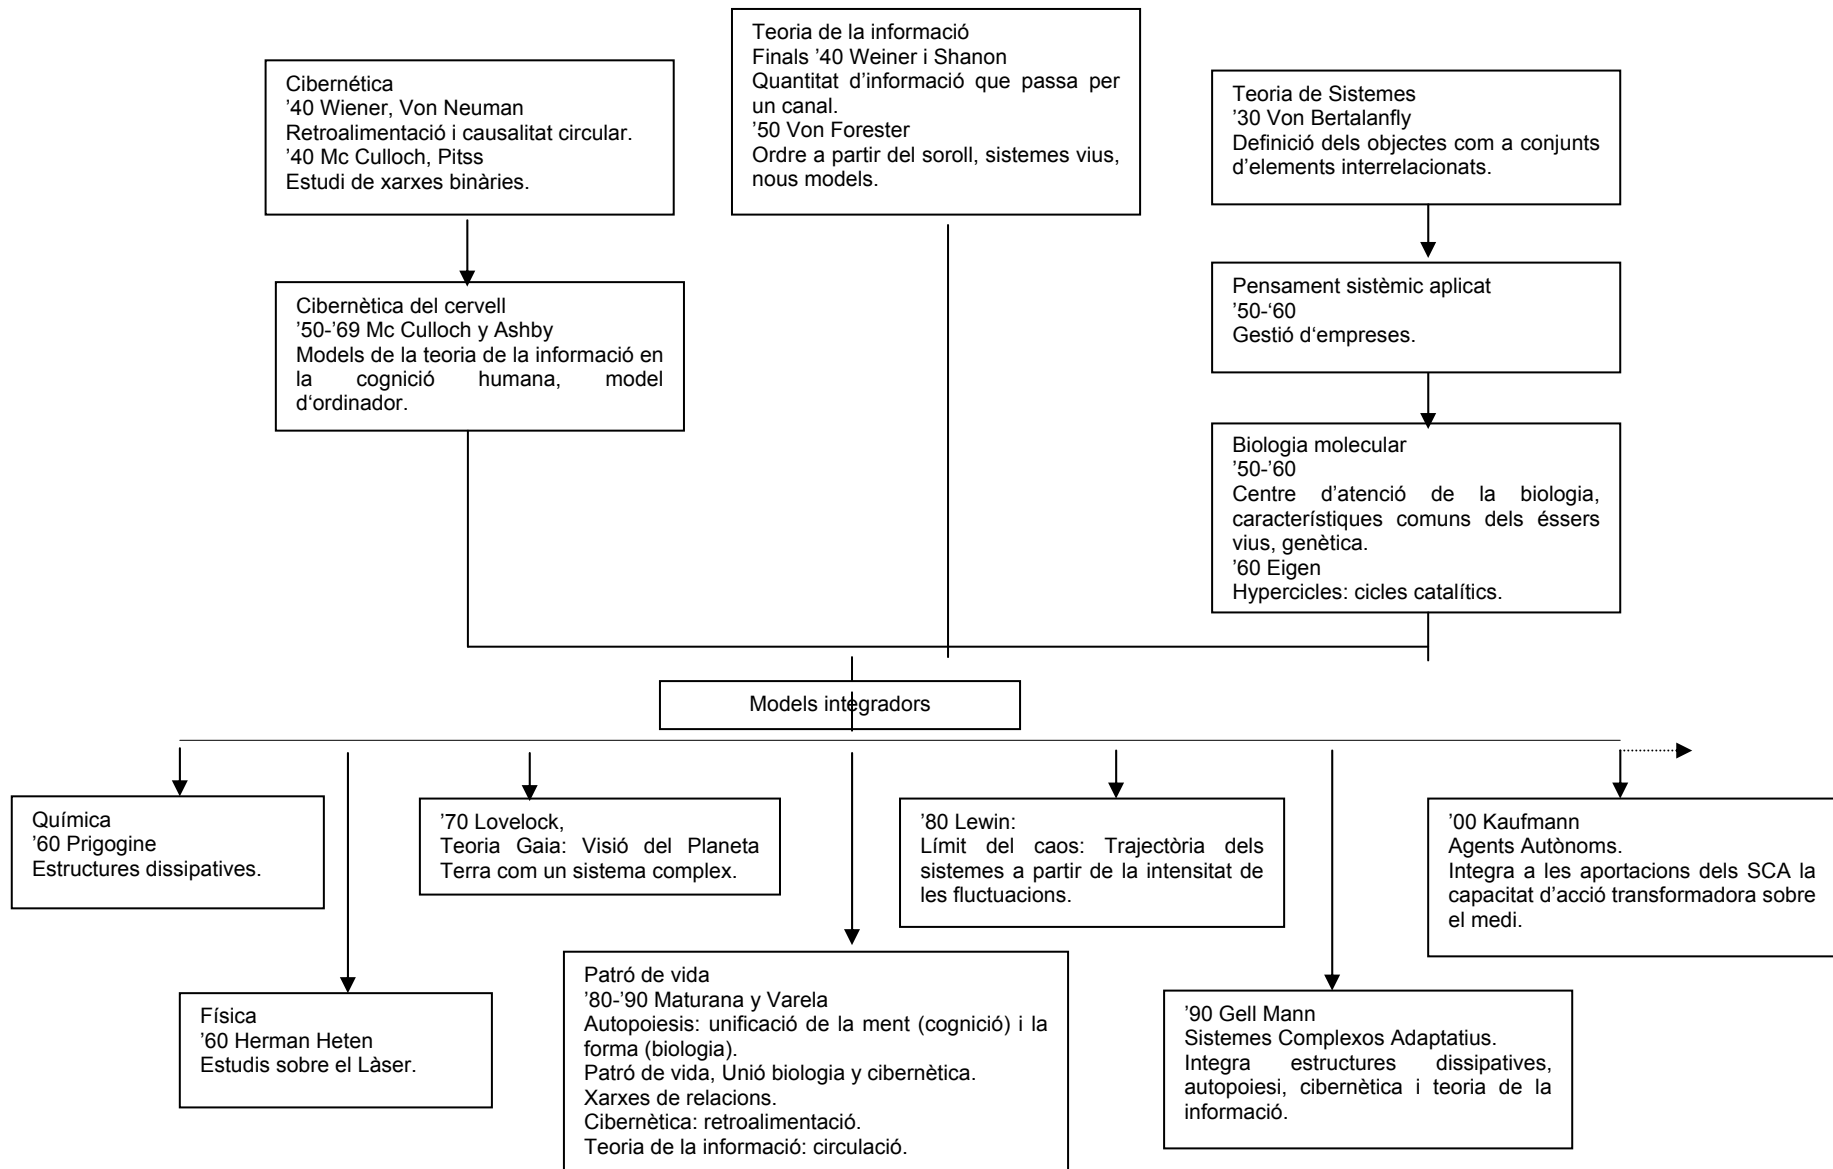 Cibernética
’40 Wiener, Von Neuman
Retroalimentació i causalitat circular.
’40 Mc Culloch, Pitss
Estudi de xarxes binàries.
Teoria de la informació
Finals ’40 Weiner i Shanon
Quantitat d’informació que passa per
un canal.
’50 Von Forester
Ordre a partir del soroll, sistemes vius,
nous models.
Teoria de Sistemes
’30 Von Bertalanfly
Definició dels objectes com a conjunts
d’elements interrelacionats.
Cibernètica del cervell
’50-’69 Mc Culloch y Ashby
Models de la teoria de la informació en
la cognició humana, model
d‘ordinador.
Pensament sistèmic aplicat
’50-‘60
Gestió d‘empreses.
Biologia molecular
’50-’60
Centre d’atenció de la biologia,
característiques comuns dels éssers
vius, genètica.
’60 Eigen
Hypercicles: cicles catalítics.
Models integradors
Química
’60 Prigogine
Estructures dissipatives.
’70 Lovelock,
Teoria Gaia: Visió del Planeta
Terra com un sistema complex.
’80 Lewin:
Límit del caos: Trajectòria dels
sistemes a partir de la intensitat de
les fluctuacions.
’00 Kaufmann
Agents Autònoms.
Integra a les aportacions dels SCA la
capacitat d’acció transformadora sobre
el medi.
Física
’60 Herman Heten
Estudis sobre el Làser.
Patró de vida
’80-’90 Maturana y Varela
Autopoiesis: unificació de la ment (cognició) i la
forma (biologia).
Patró de vida, Unió biologia y cibernètica.
Xarxes de relacions.
Cibernètica: retroalimentació.
Teoria de la informació: circulació.
’90 Gell Mann
Sistemes Complexos Adaptatius.
Integra estructures dissipatives,
autopoiesi, cibernètica i teoria de la
informació.